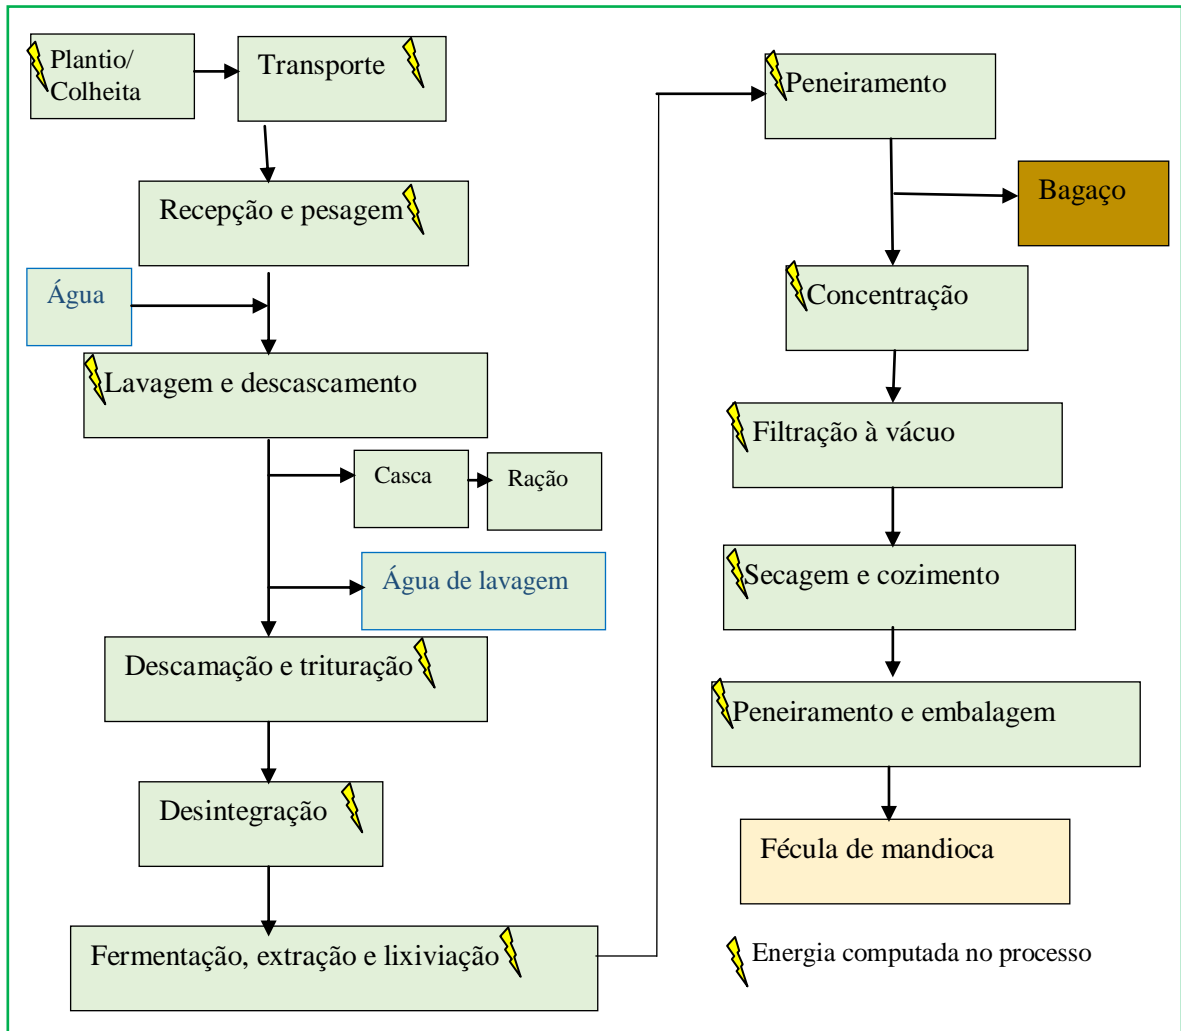 Plantio/
Colheita
Transporte
Recepção e pesagem
Água
Lavagem e descascamento
Casca
Ração
Água de lavagem
Descamação e trituração
Desintegração
Fermentação, extração e lixiviação
Peneiramento
Bagaço
Concentração
Filtração à vácuo
Secagem e cozimento
Peneiramento e embalagem
Fécula de mandioca
Energia computada no processo